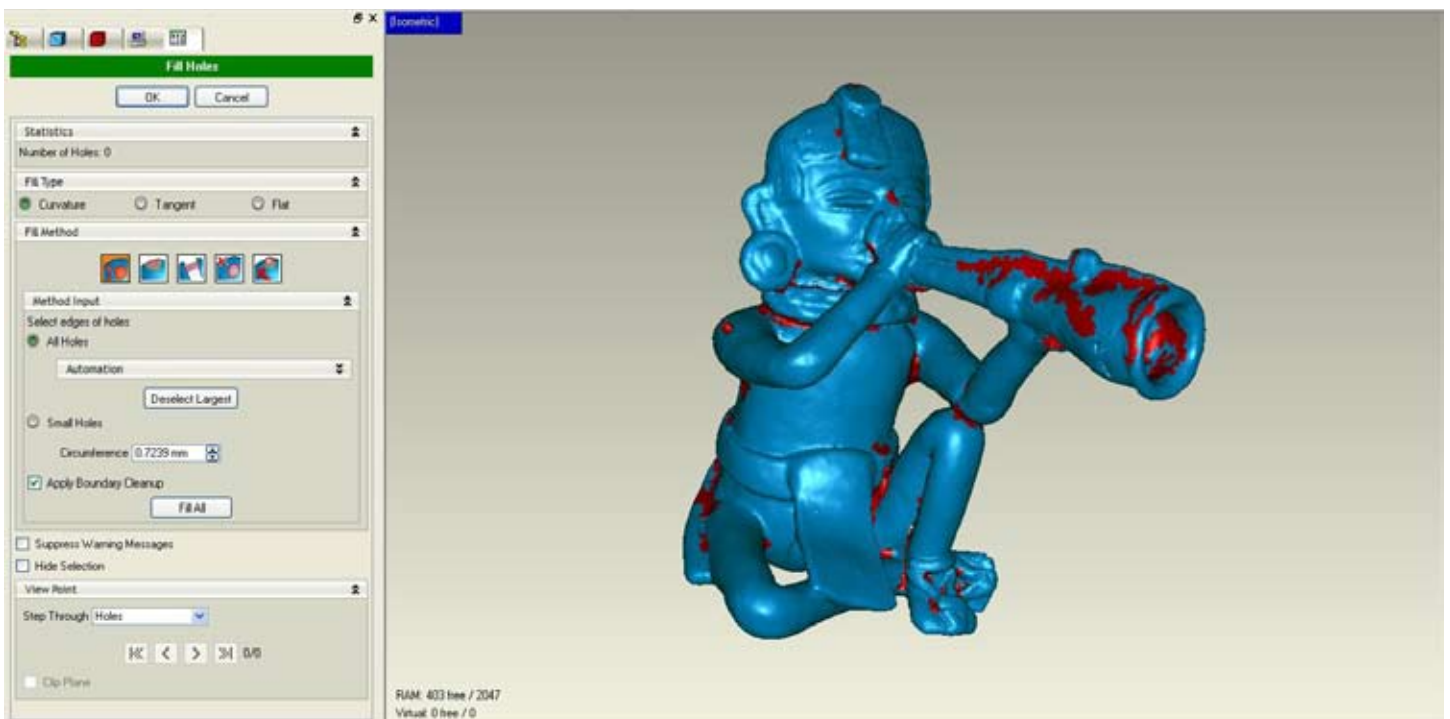 (Isometric)
Fill Holes
OK Cancel
Statistics
Number of Holes: 0
Fill Type
Curvature Tangent Flat
Fill Method
Method Input
Select edges of holes
All Holes
Automation
Deselect Largest
Small Holes
Circumference 0.7239 mm
Apply Boundary Cleanup
Fill All
Suppress Warning Messages
Hide Selection
View Point
Step Through Holes
0/0
Clip Plane
RAM: 403 free / 2047
Virtual: 0 free / 0